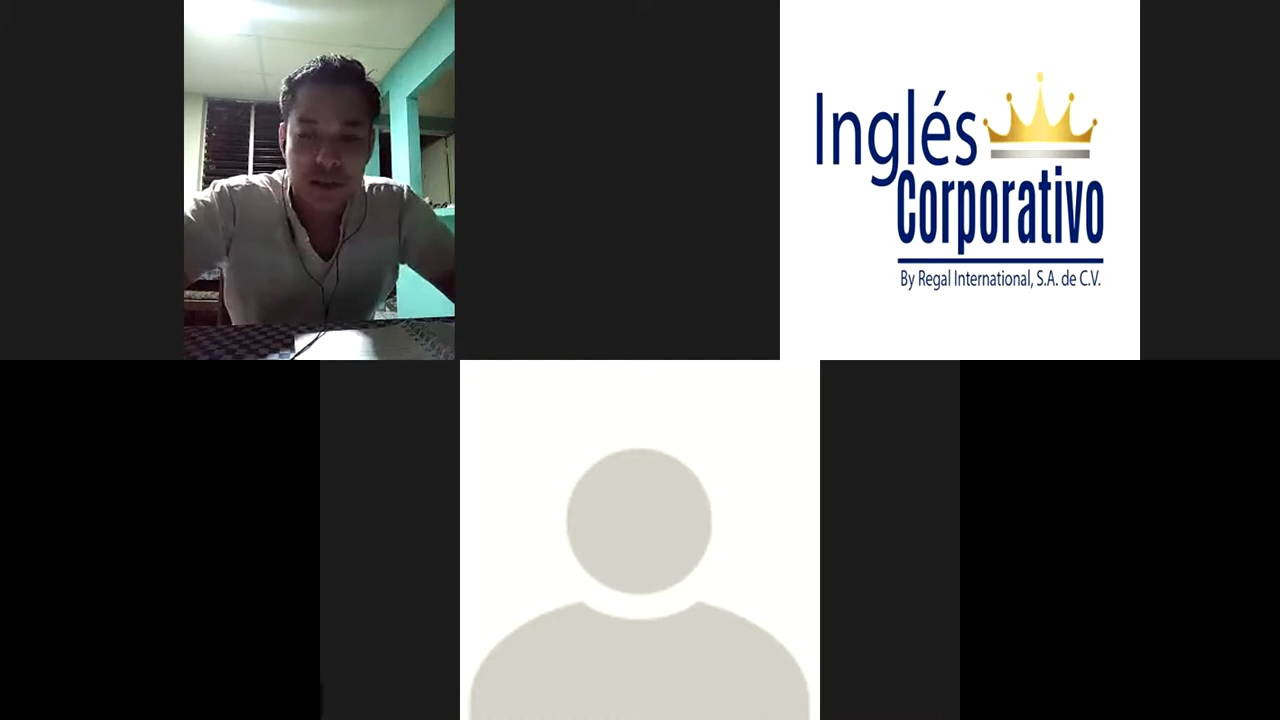 Inglés
Corporativo
By Regal International, S.A. de C.V.